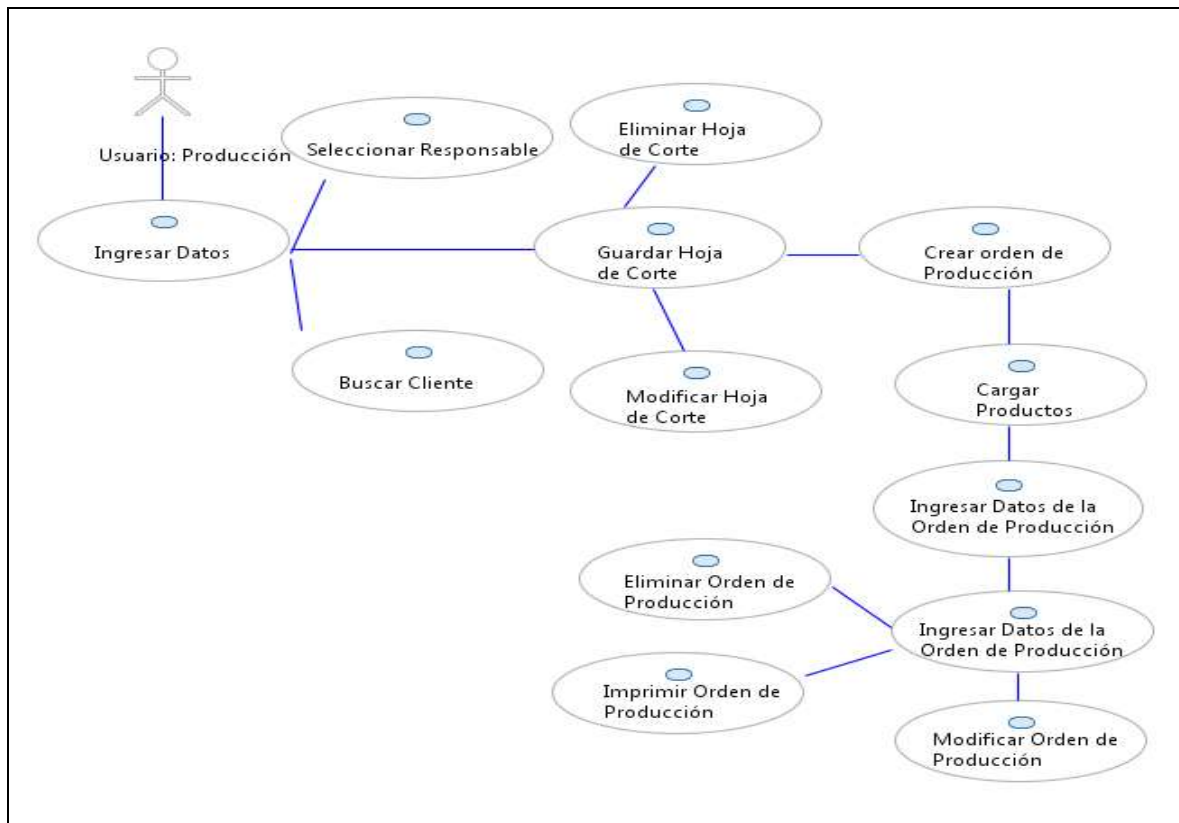 Usuario: Producción
Seleccionar Responsable
Eliminar Hoja
de Corte
Ingresar Datos
Guardar Hoja
de Corte
Crear orden de
Producción
Buscar Cliente
Modificar Hoja
de Corte
Cargar
Productos
Ingresar Datos de la
Orden de Producción
Eliminar Orden de
Producción
Ingresar Datos de la
Orden de Producción
Imprimir Orden de
Producción
Modificar Orden de
Producción